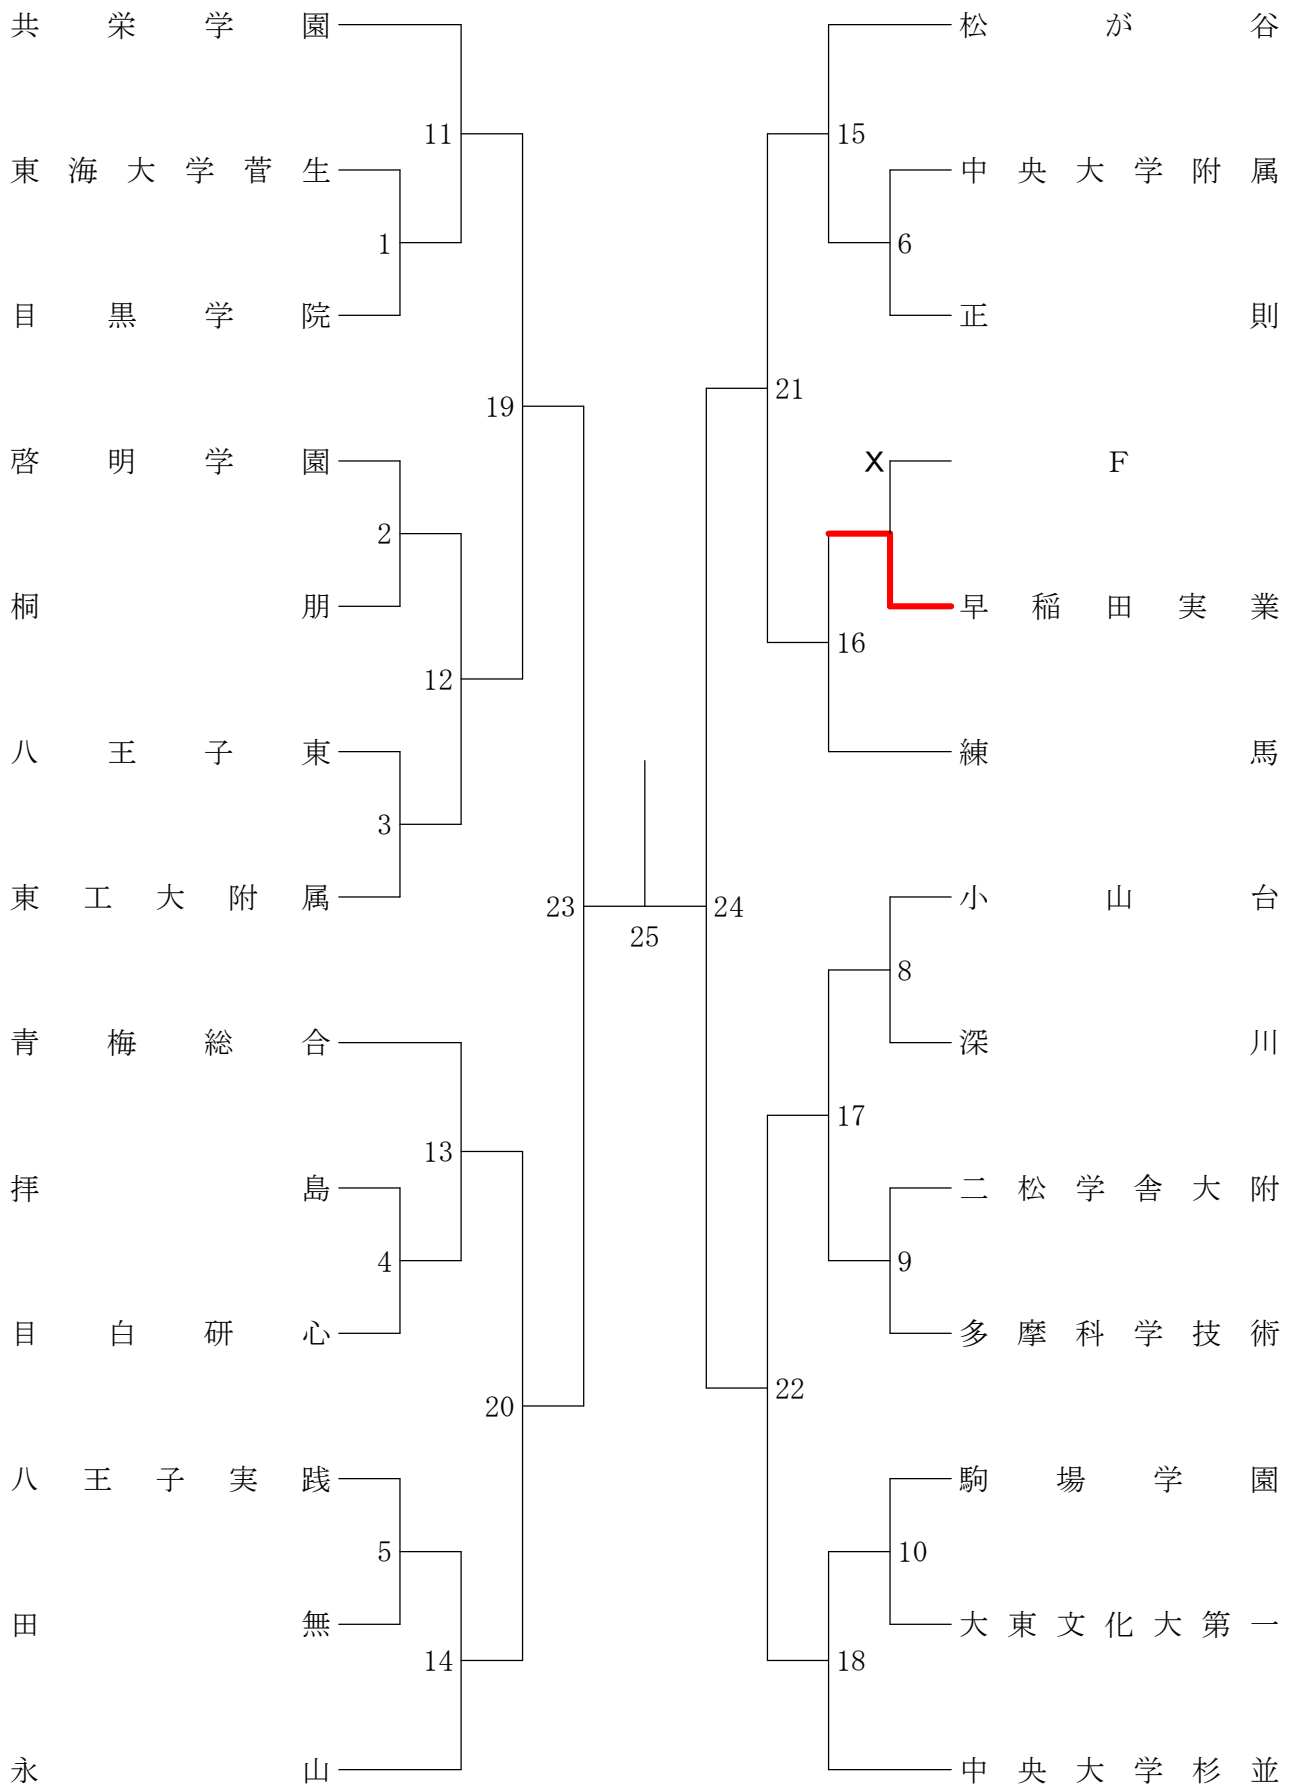 共栄学園
11
東海大学菅生
1
目黒学院
19
啓明学園
2
桐朋
12
八王子東
3
東工大附属
23
青梅総合
13
拝島
4
目白研心
20
八王子実践
5
田無
14
永山
25
松が谷
15
中央大学附属
6
正則
21
X
F
早稲田実業
16
練馬
24
小山台
8
深川
17
二松学舎大附
9
多摩科学技術
22
駒場学園
10
大東文化大第一
18
中央大学杉並